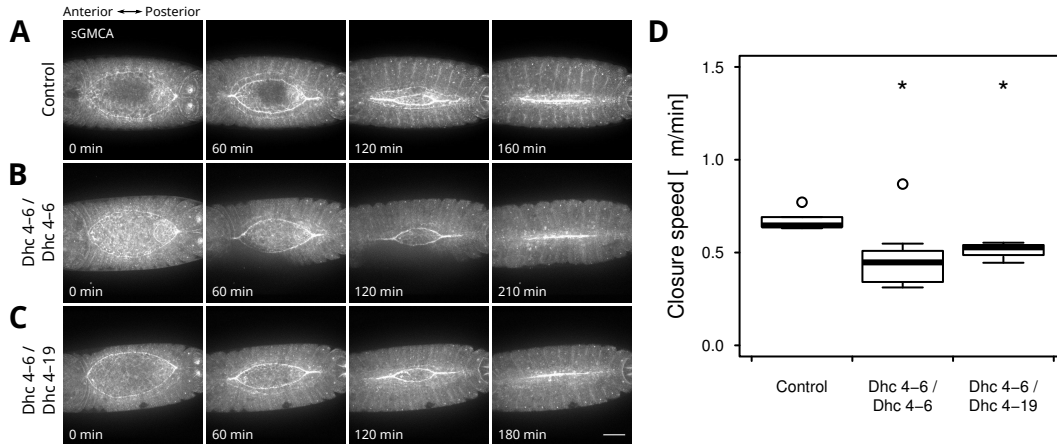 Anterior ↔ Posterior
A
Control
sGMCA
0 min
60 min
120 min
160 min
B
Dhc 4–6 /
Dhc 4–6
0 min
60 min
120 min
210 min
C
Dhc 4–6 /
Dhc 4–19
0 min
60 min
120 min
180 min
D
Closure speed [ m/min]
1.5
1.0
0.5
0.0
*
*
Control
Dhc 4–6 /
Dhc 4–6
Dhc 4–6 /
Dhc 4–19